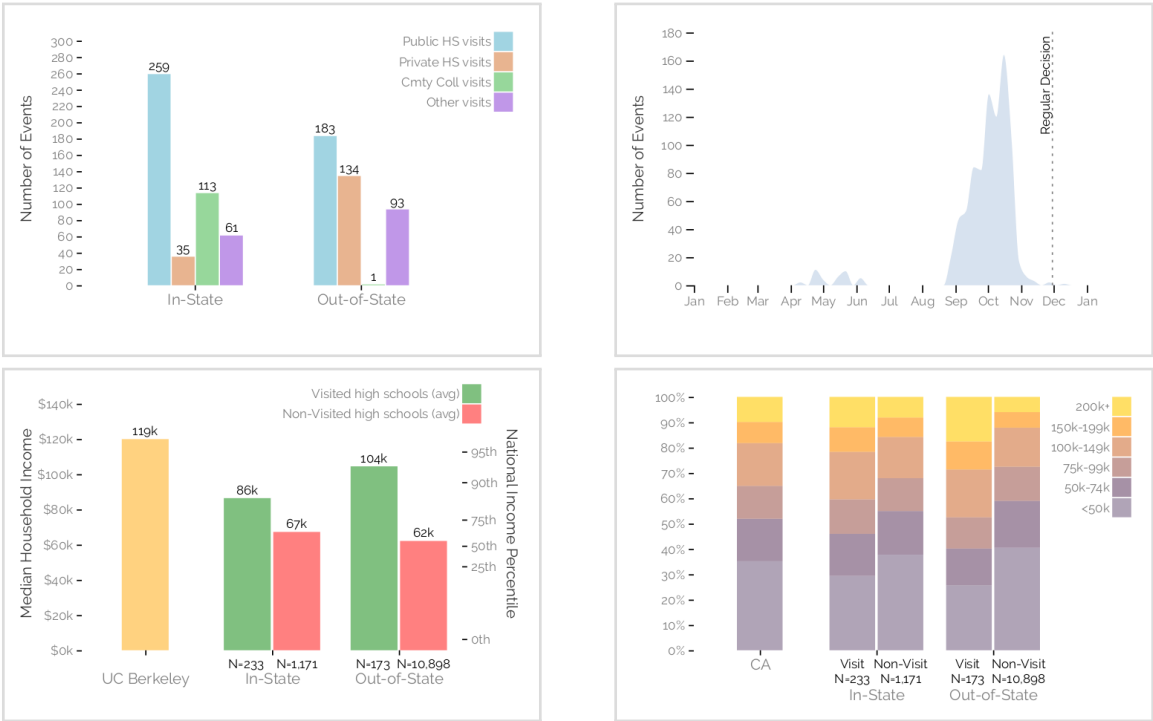 Number of Events
300
280
260
240
220
200
180
160
140
120
100
80
60
40
20
0
Public HS visits
Private HS visits
Cmty Coll visits
Other visits
259
35
113
61
183
134
1
93
In-State
Out-of-State
Number of Events
180
160
140
120
100
80
60
40
20
0
Regular Decision
Jan Feb Mar Apr May Jun Jul Aug Sep Oct Nov Dec Jan
Median Household Income
$140k
$120k
$100k
$80k
$60k
$40k
$20k
$0k
Visited high schools (avg)
Non-Visited high schools (avg)
119k
86k
67k
104k
62k
National Income Percentile
95th
90th
75th
50th
25th
0th
N=233 N=1,171 N=173 N=10,898
UC Berkeley In-State Out-of-State
100%
90%
80%
70%
60%
50%
40%
30%
20%
10%
0%
200k+
150k-199k
100k-149k
75k-99k
50k-74k
<50k
CA
Visit Non-Visit Visit Non-Visit
N=233 N=1,171 N=173 N=10,898
In-State Out-of-State